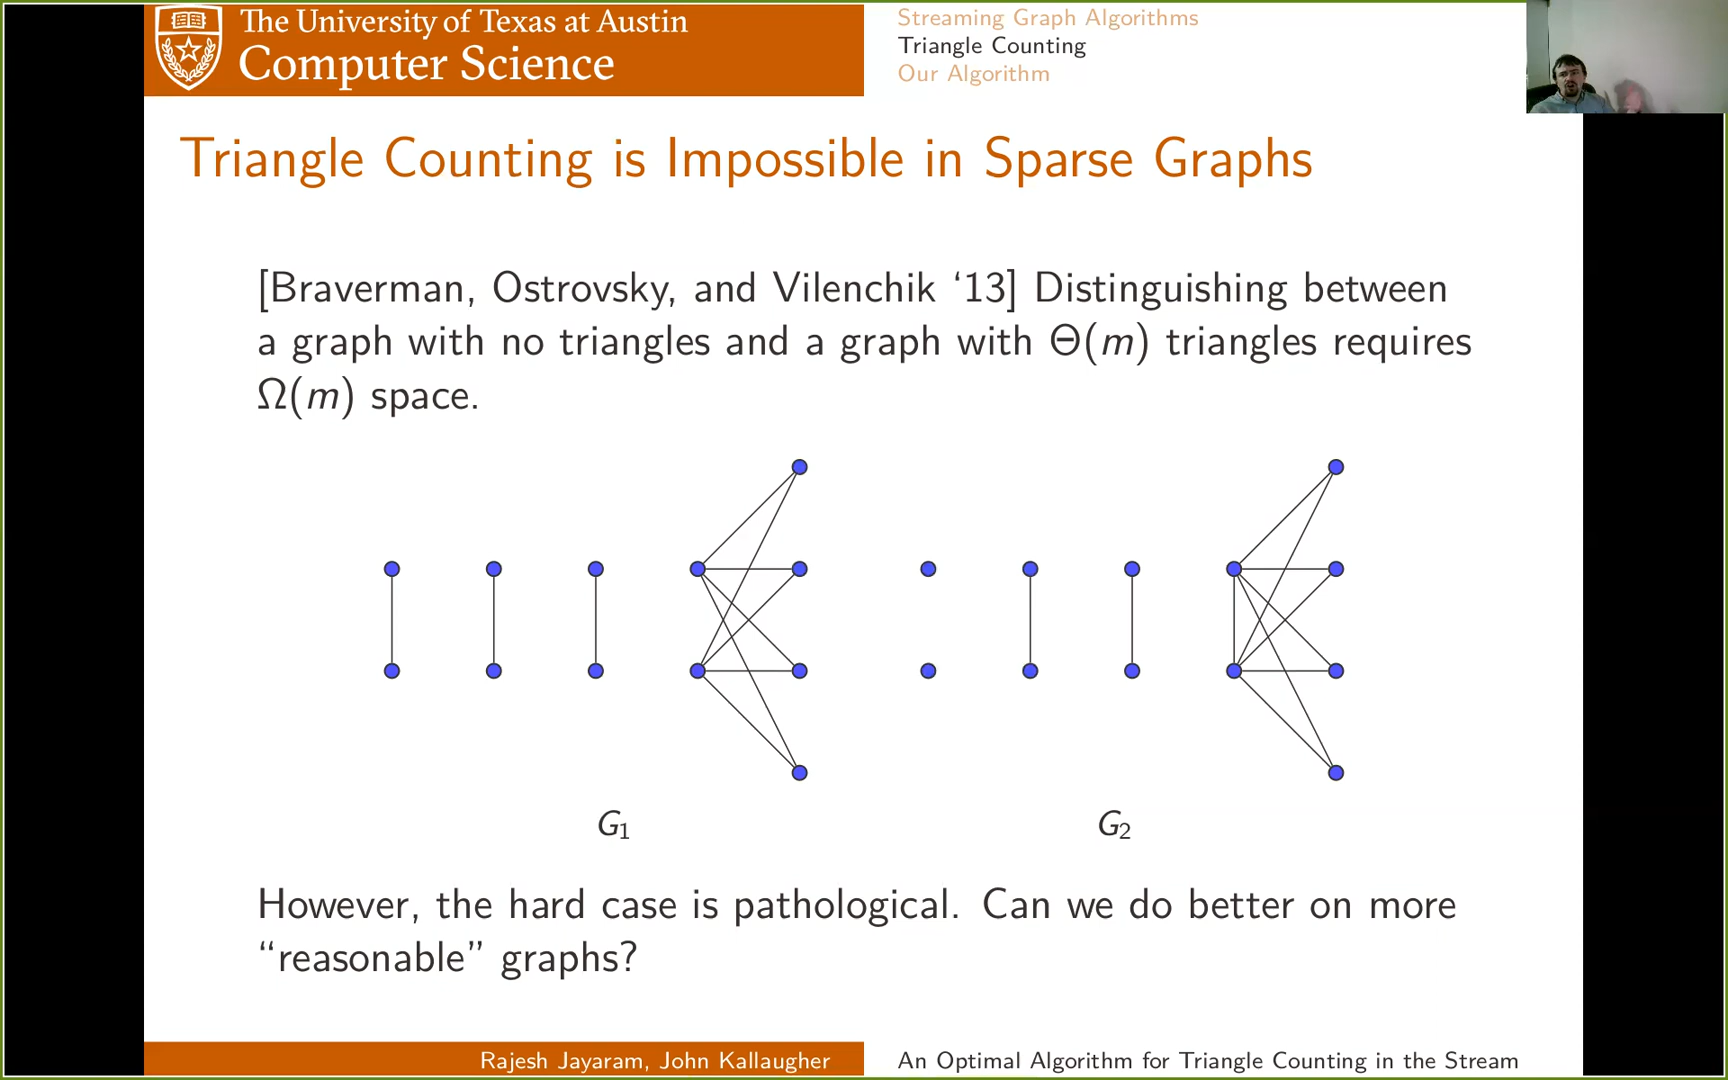 The University of Texas at Austin
Computer Science
Streaming Graph Algorithms
Triangle Counting
Our Algorithm
Triangle Counting is Impossible in Sparse Graphs
[Braverman, Ostrovsky, and Vilenchik ‘13] Distinguishing between
a graph with no triangles and a graph with Θ(m) triangles requires
Ω(m) space.
G₁
G₂
However, the hard case is pathological. Can we do better on more
“reasonable” graphs?
Rajesh Jayaram, John Kallaugher
An Optimal Algorithm for Triangle Counting in the Stream